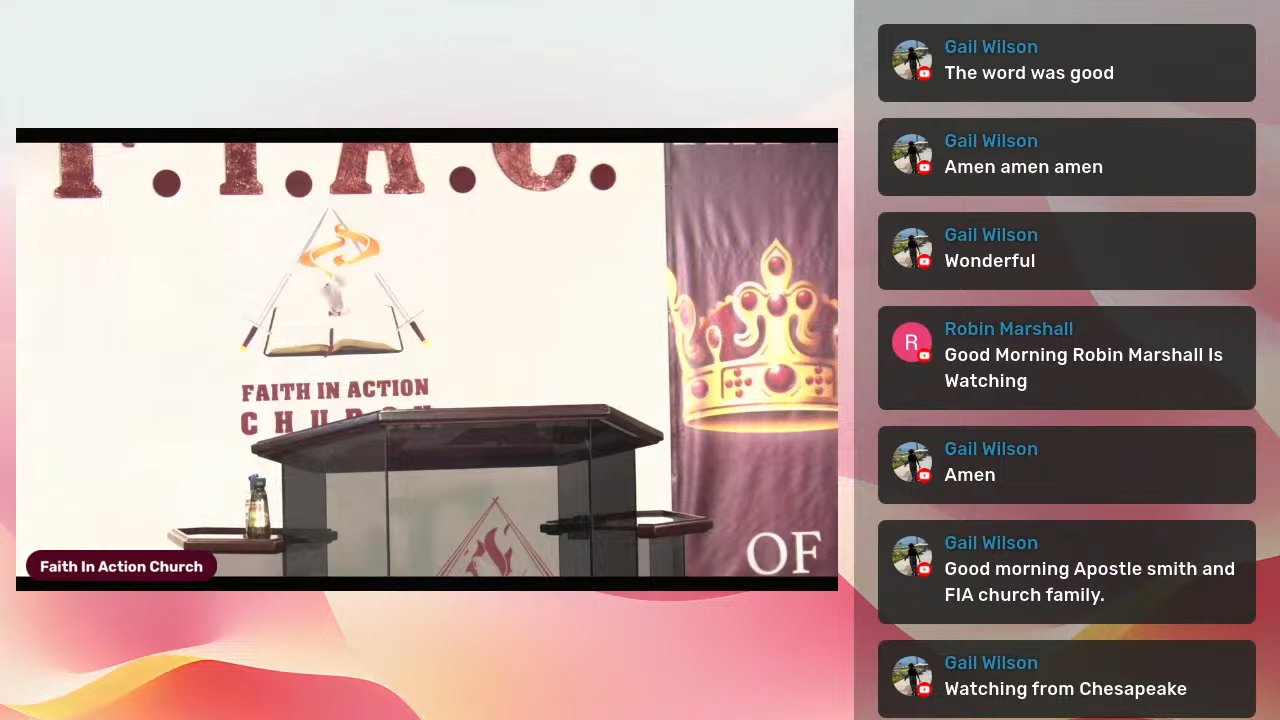 F.I.A.C.
FAITH IN ACTION
CHURCH
OF
Faith In Action Church
Gail Wilson
The word was good
Gail Wilson
Amen amen amen
Gail Wilson
Wonderful
R
Robin Marshall
Good Morning Robin Marshall Is
Watching
Gail Wilson
Amen
Gail Wilson
Good morning Apostle smith and
FIA church family.
Gail Wilson
Watching from Chesapeake